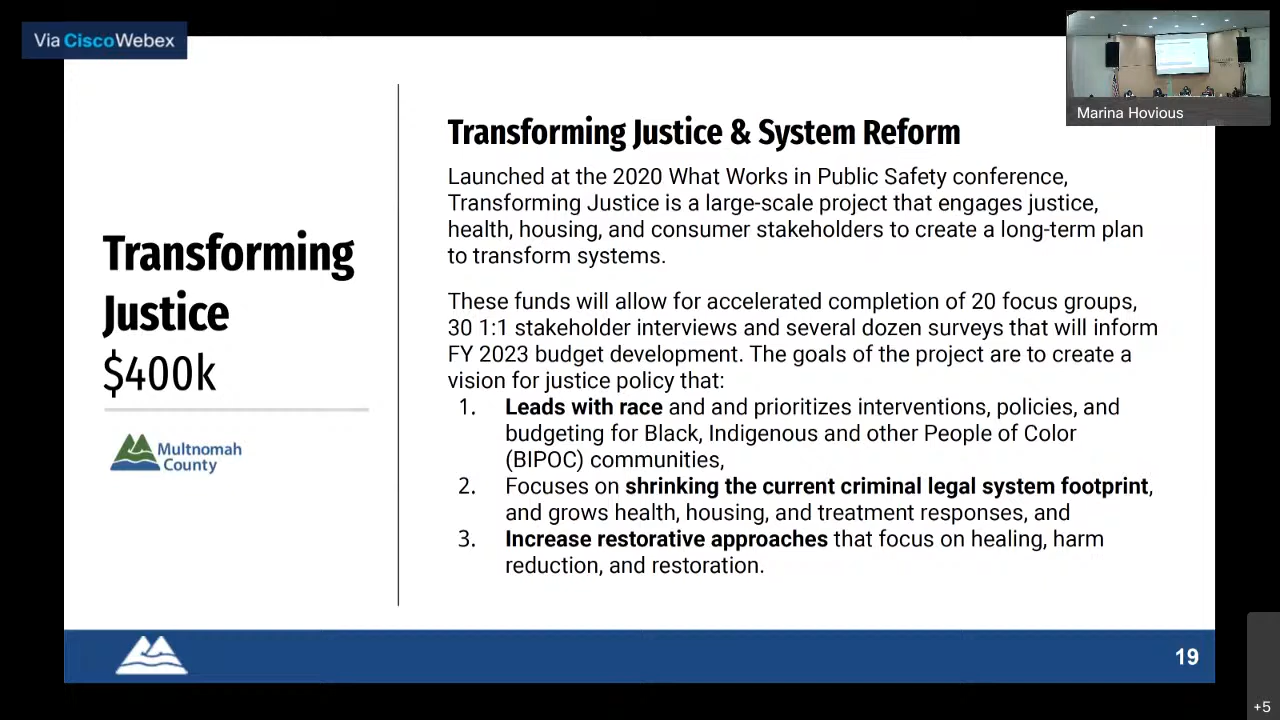 Via Cisco Webex
Marina Hovious
Transforming
Justice
$400k
Multnomah
County
Transforming Justice & System Reform
Launched at the 2020 What Works in Public Safety conference,
Transforming Justice is a large-scale project that engages justice,
health, housing, and consumer stakeholders to create a long-term plan
to transform systems.
These funds will allow for accelerated completion of 20 focus groups,
30 1:1 stakeholder interviews and several dozen surveys that will inform
FY 2023 budget development. The goals of the project are to create a
vision for justice policy that:
1. Leads with race and and prioritizes interventions, policies, and
budgeting for Black, Indigenous and other People of Color
(BIPOC) communities,
2. Focuses on shrinking the current criminal legal system footprint,
and grows health, housing, and treatment responses, and
3. Increase restorative approaches that focus on healing, harm
reduction, and restoration.
19
+5